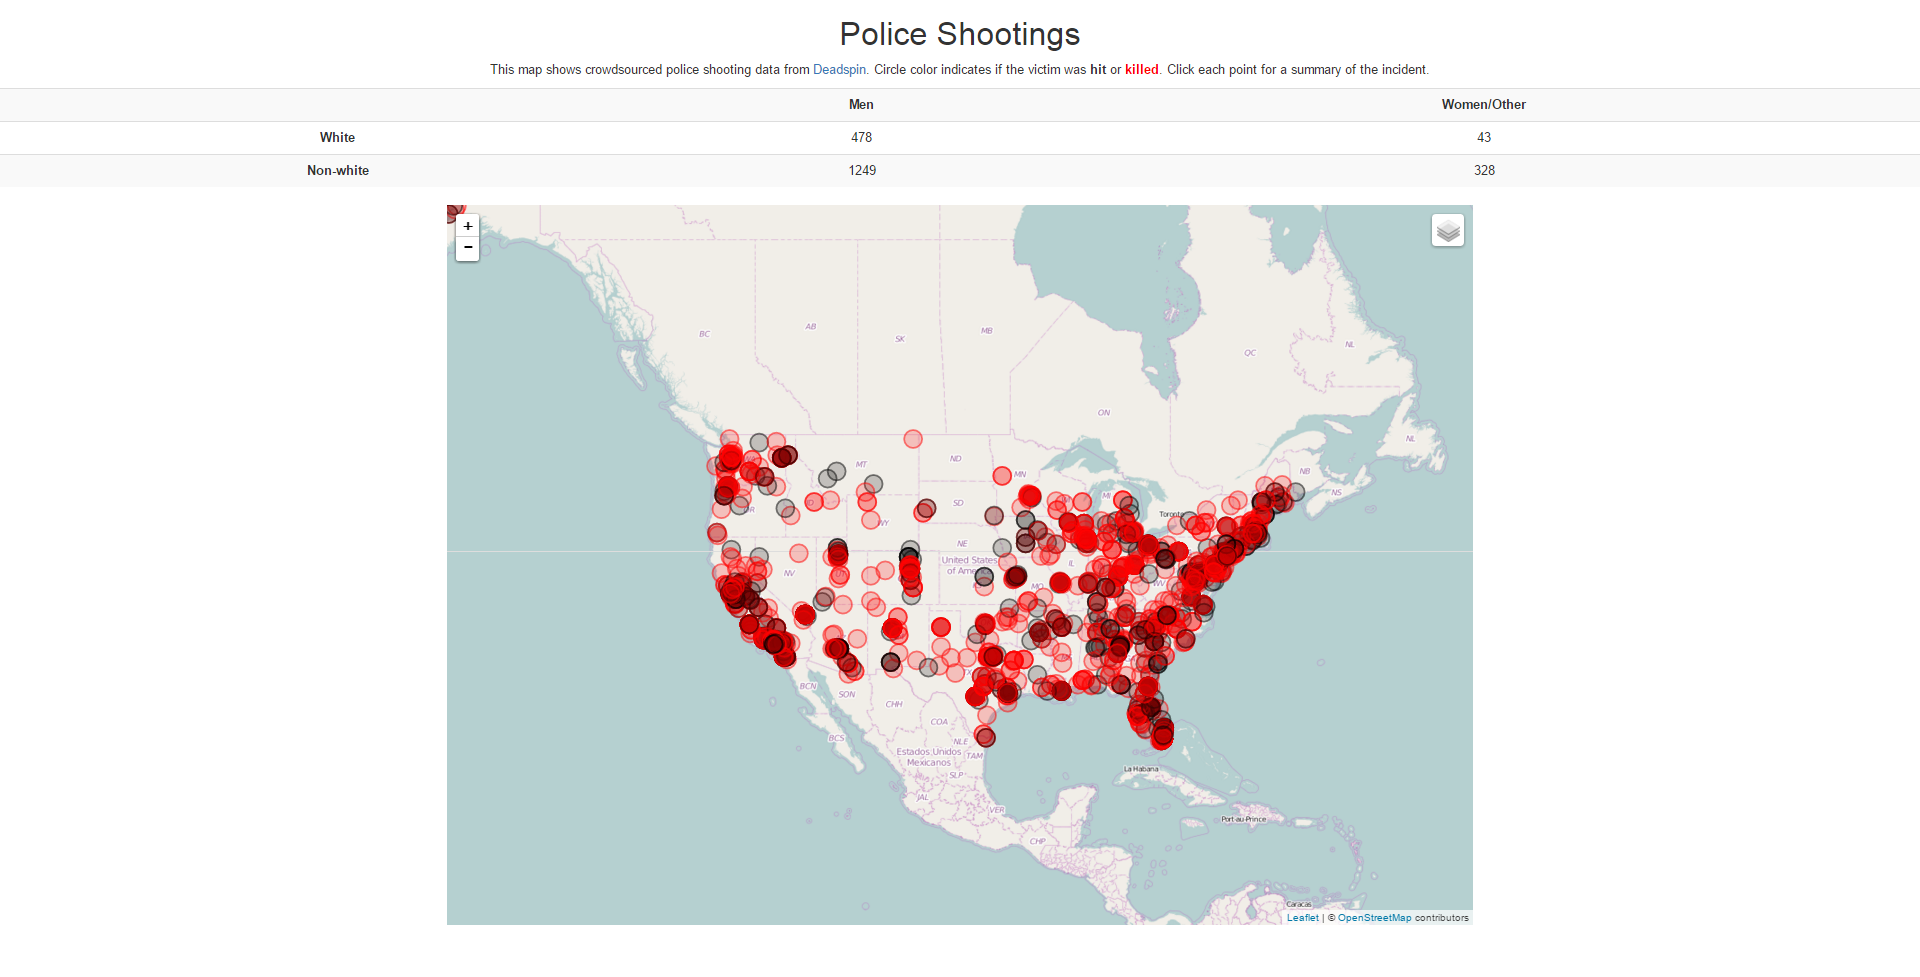 Police Shootings
This map shows crowdsourced police shooting data from Deadspin. Circle color indicates if the victim was hit or killed. Click each point for a summary of the incident.
Men Women/Other
White 478 43
Non-white 1249 328
+
-
BC
AB
SK
MB
QC
NL
ON
NL
NB
NS
MT
ND
MN
MI
Toronto
SD
OR
WY
NE
United States
of Ame
IL
NV
MO
WV
BCN
SON
CHH
COA
BCS
NLE
TAM
Estados Unidos
Mexicanos
SLP
La Habana
JAL
VER
Port-au-Prince
CHP
Caracas
Leaflet | © OpenStreetMap contributors